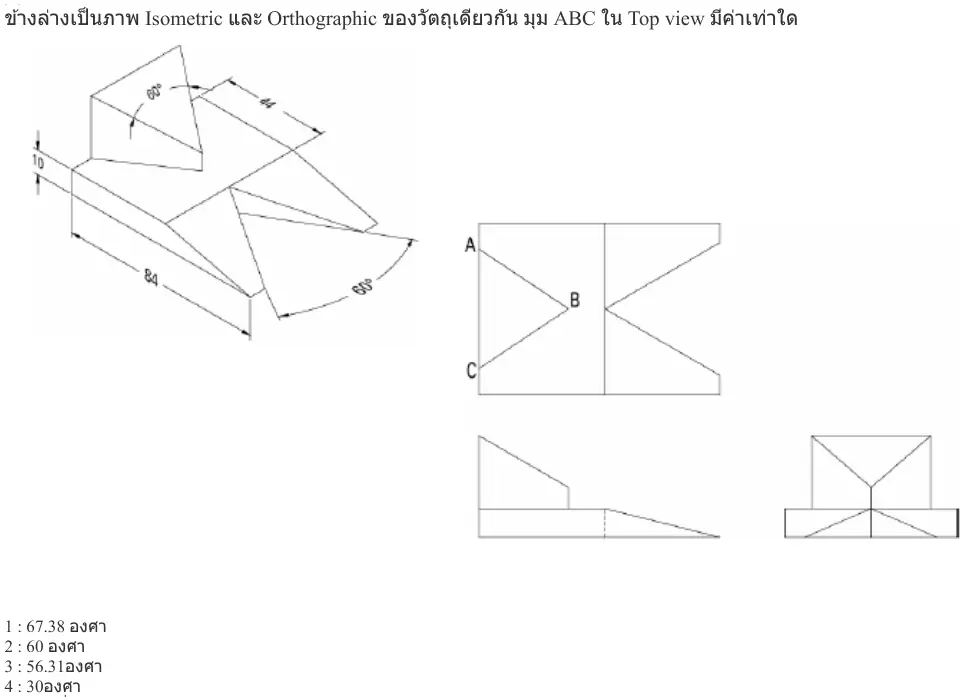 ข้างล่างเป็นภาพ Isometric และ Orthographic ของวัตถุเดียวกัน มุม ABC ใน Top view มีค่าเท่าใด
60°
44
10
84
60°
A
B
C
1 : 67.38 องศา
2 : 60 องศา
3 : 56.31องศา
4 : 30องศา